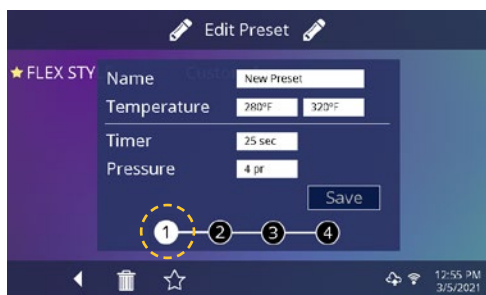 Edit Preset
FLEX STY
Name New Preset
Temperature 280°F 320°F
Timer 25 sec
Pressure 4 pr
Save
1 2 3 4
12:55 PM
3/5/2021